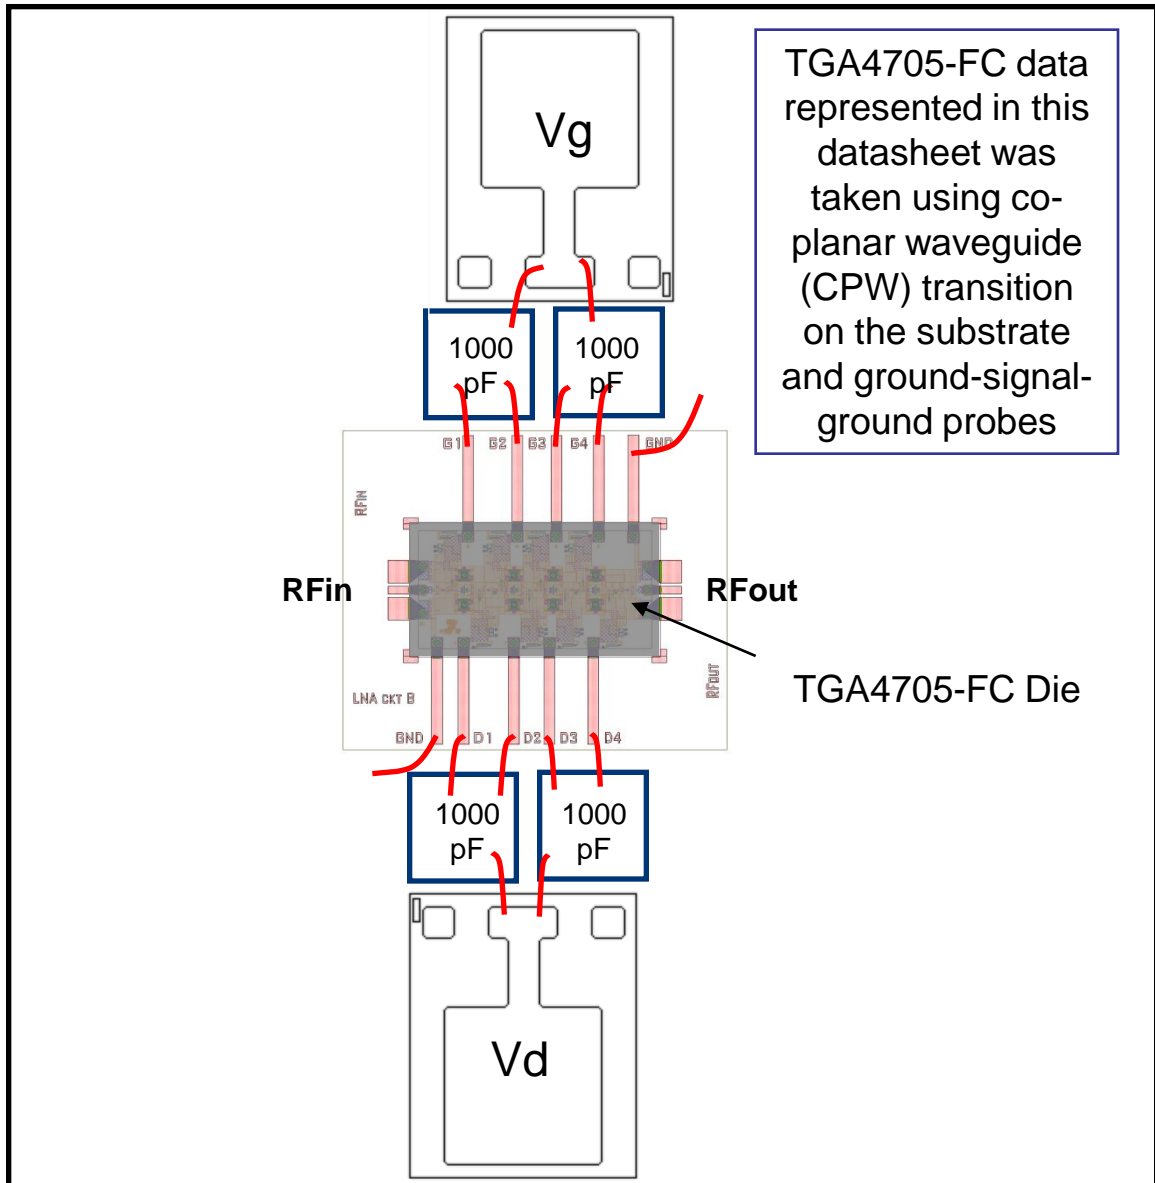 Vg
TGA4705-FC data
represented in this
datasheet was
taken using co-
planar waveguide
(CPW) transition
on the substrate
and ground-signal-
ground probes
1000
pF
1000
pF
G1 G2 G3 G4 GND
RFIN
RFin
RFout
TGA4705-FC Die
RFOUT
LNA CKT B
GND D1 D2 D3 D4
1000
pF
1000
pF
Vd